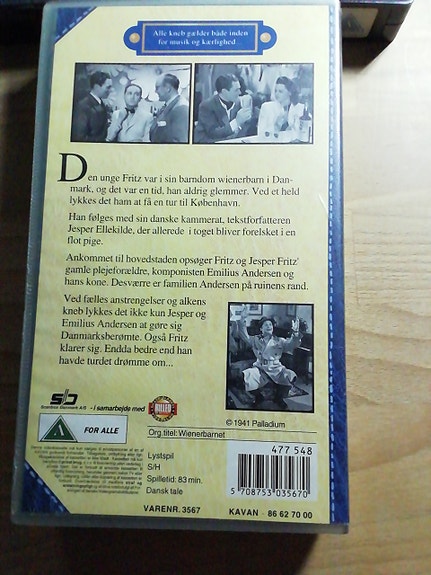 Alle kneb gælder både inden
for musik og kærlighed...
Den unge Fritz var i sin barndom wienerbarn i Dan-
mark, og det var en tid, han aldrig glemmer. Ved et held
lykkes det ham at få en tur til København.
Han følges med sin danske kammerat, tekstforfatteren
Jesper Ellekilde, der allerede i toget bliver forelsket i en
flot pige.
Ankommet til hovedstaden opsøger Fritz og Jesper Fritz'
gamle plejeforældre, komponisten Emilius Andersen og
hans kone. Desværre er familien Andersen på ruinens rand.
Ved fælles anstrengelser og alkens
kneb lykkes det ikke kun Jesper og
Emilius Andersen at gøre sig
Danmarksberømte. Også Fritz
klarer sig. Endda bedre end han
havde turdet drømme om...
Scanbox Danmark A/S - i samarbejde med
© 1941 Palladium
FOR ALLE
Org.titel: Wienerbarnet
Lystspil
S/H
Spilletid: 83 min.
Dansk tale
477 548
5 708753 035670
VARENR. 3567
KAVAN - 86 62 70 00